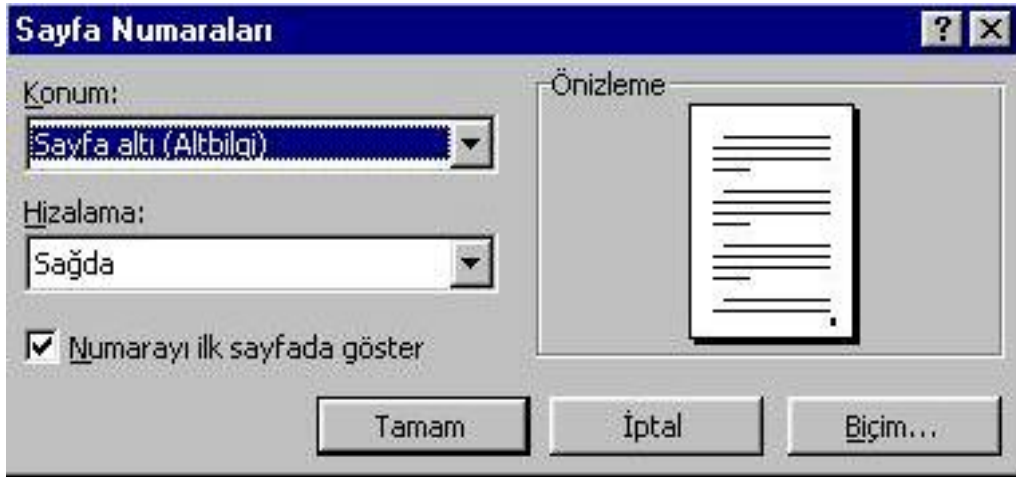 Sayfa Numaraları
Konum:
Sayfa altı (Altbilgi)
Hizalama:
Sağda
Numarayı ilk sayfada göster
Önizleme
Tamam
İptal
Biçim...